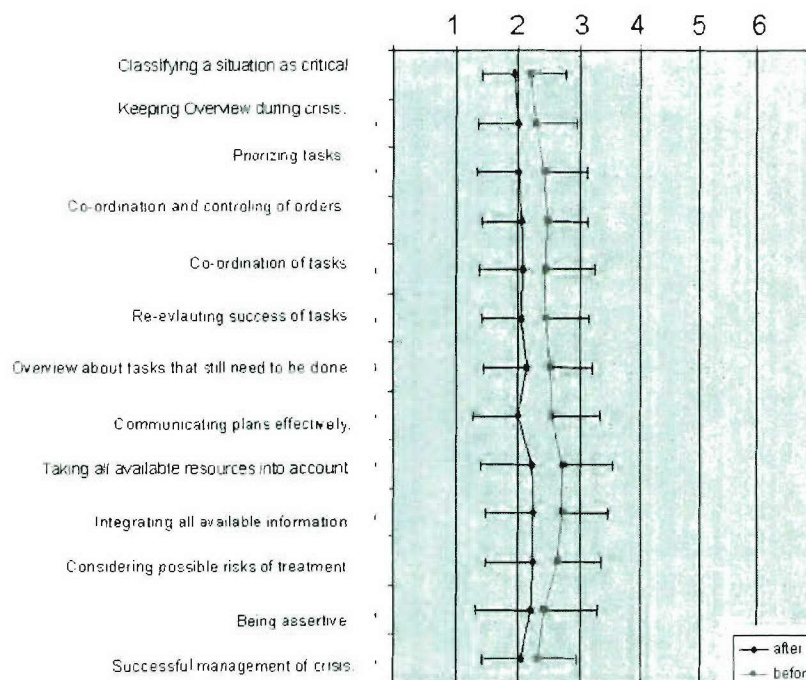 1 2 3 4 5 6
Classifying a situation as critical
Keeping Overview during crisis.
Priorizing tasks
Co-ordination and controling of orders
Co-ordination of tasks
Re-evlauting success of tasks
Overview about tasks that still need to be done
Communicating plans effectively.
Taking all available resources into account
Integrating all available information
Considering possible risks of treatment
Being assertive
Successful management of crisis.
after
befor